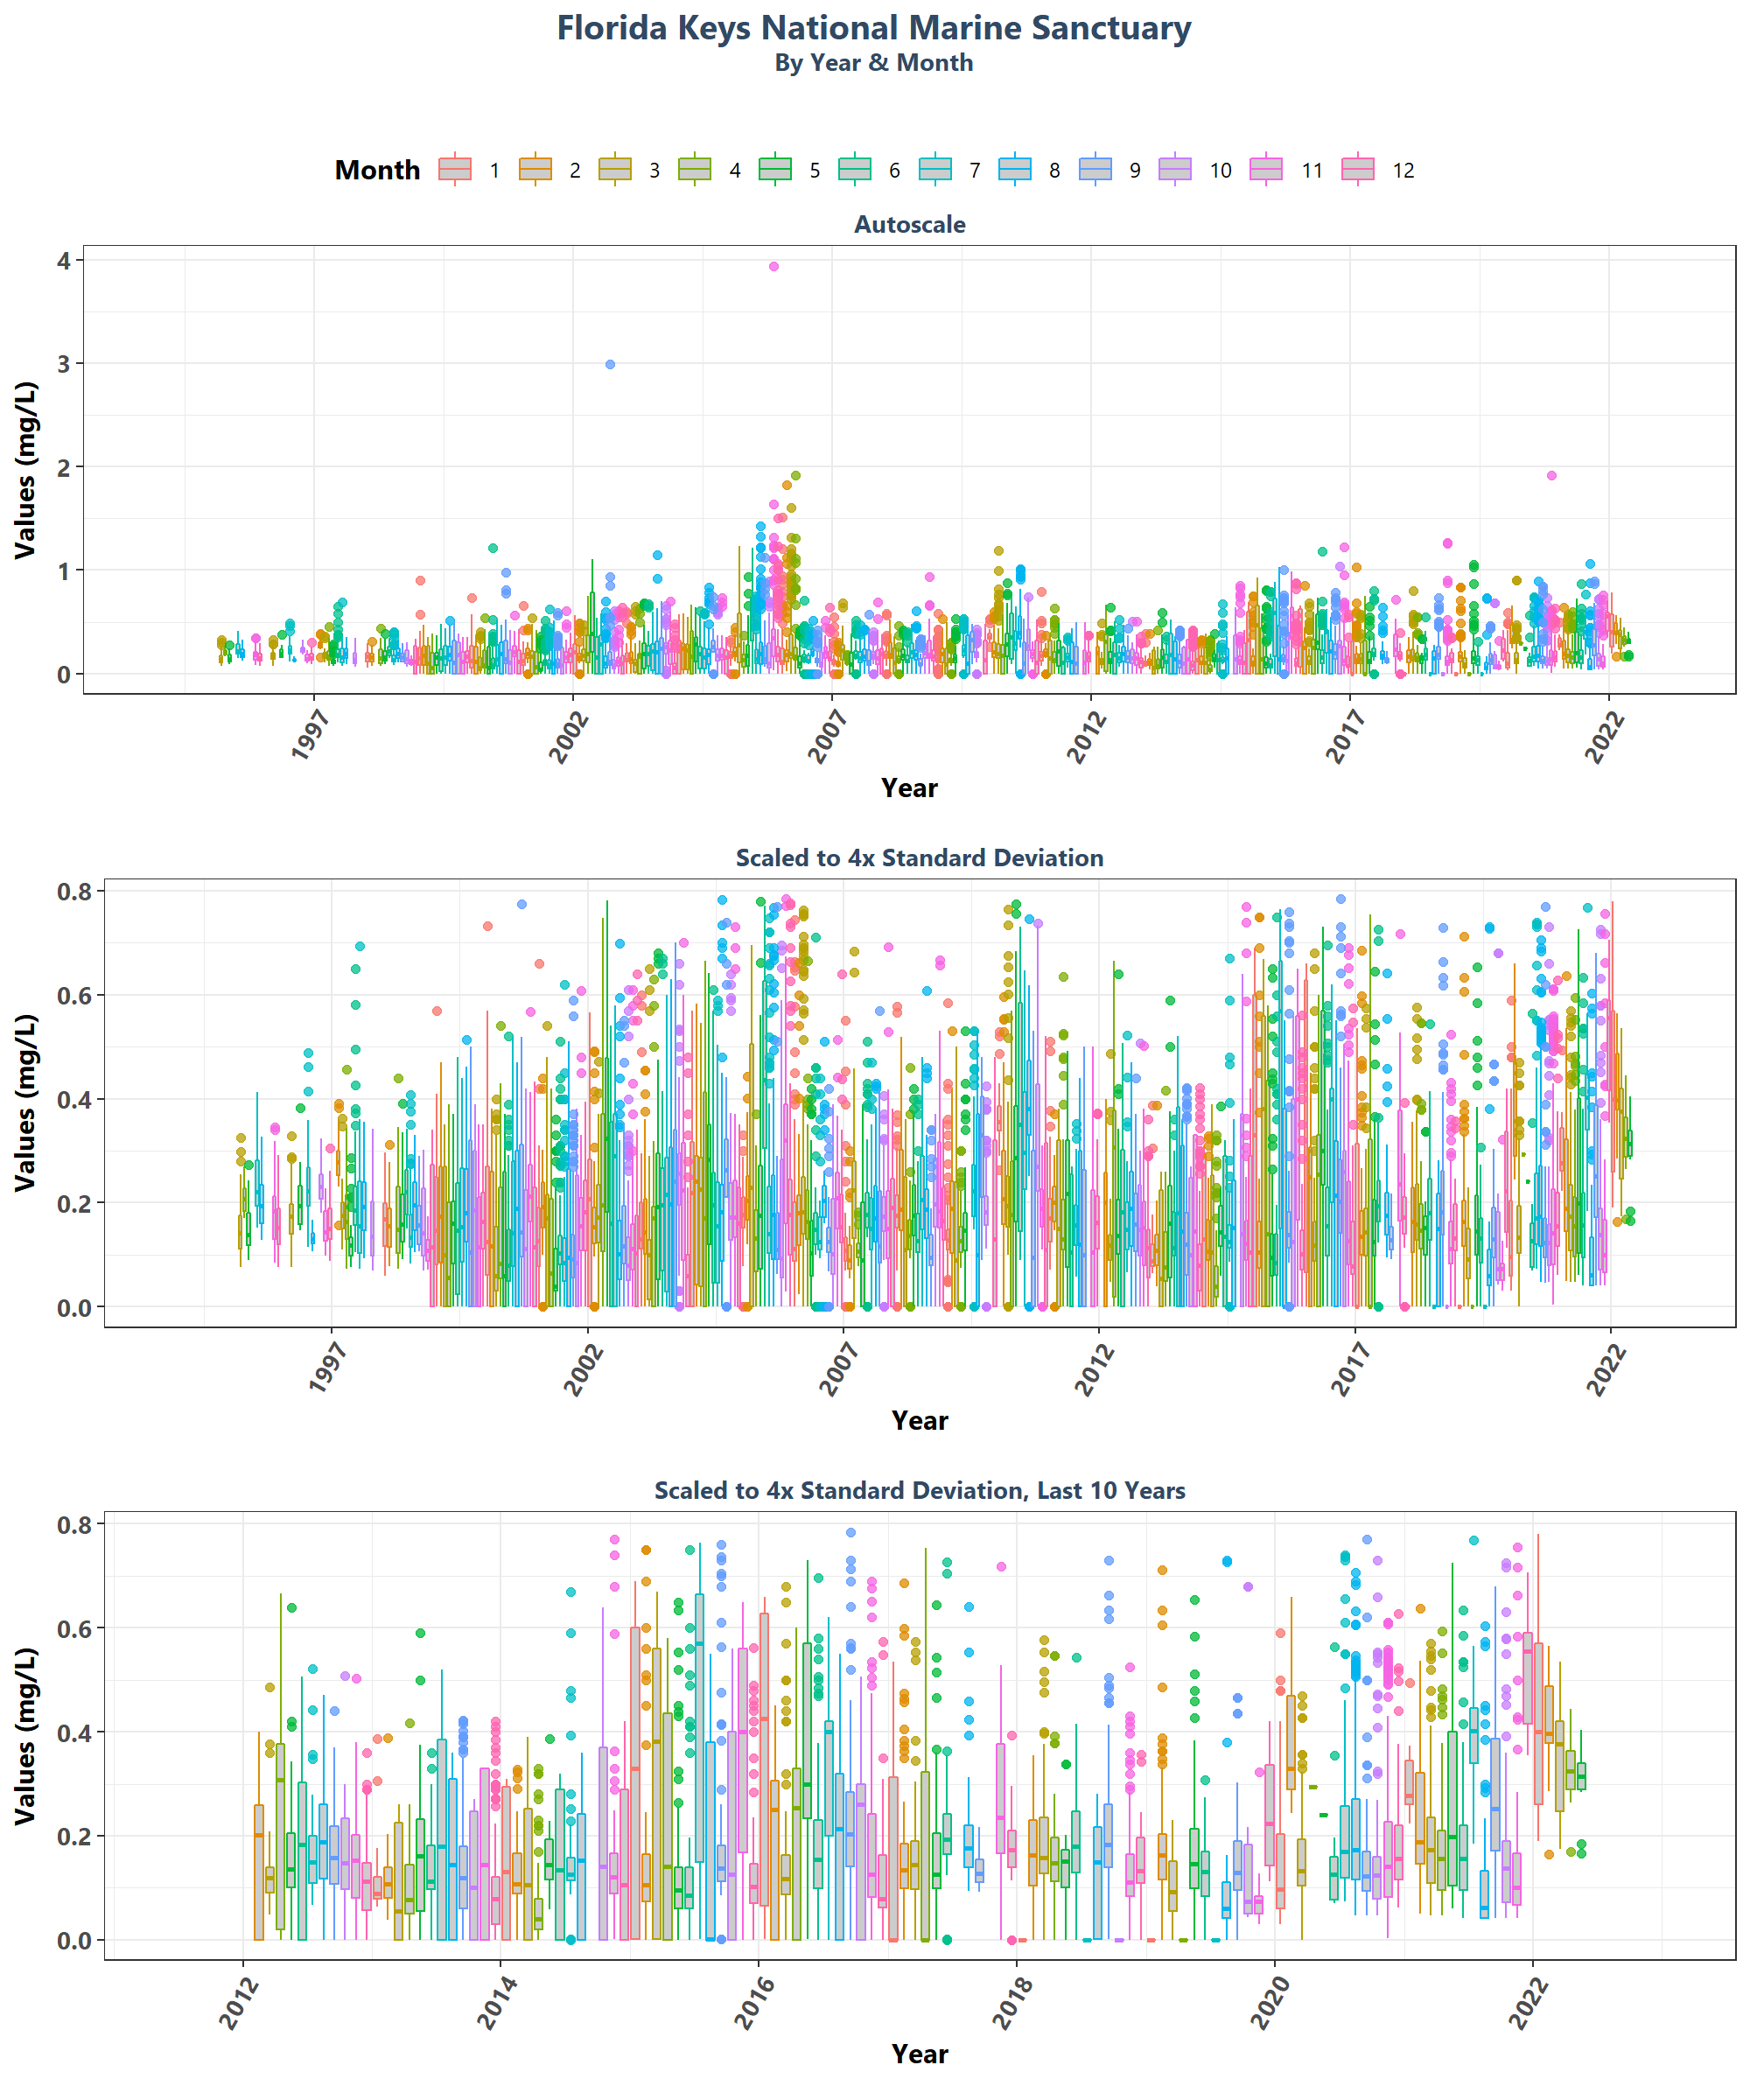 Florida Keys National Marine Sanctuary
By Year & Month
Month 1 2 3 4 5 6 7 8 9 10 11 12
Autoscale
Values (mg/L)
4
3
2
1
0
1997 2002 2007 2012 2017 2022
Year
Scaled to 4x Standard Deviation
Values (mg/L)
0.8
0.6
0.4
0.2
0.0
1997 2002 2007 2012 2017 2022
Year
Scaled to 4x Standard Deviation, Last 10 Years
Values (mg/L)
0.8
0.6
0.4
0.2
0.0
2012 2014 2016 2018 2020 2022
Year